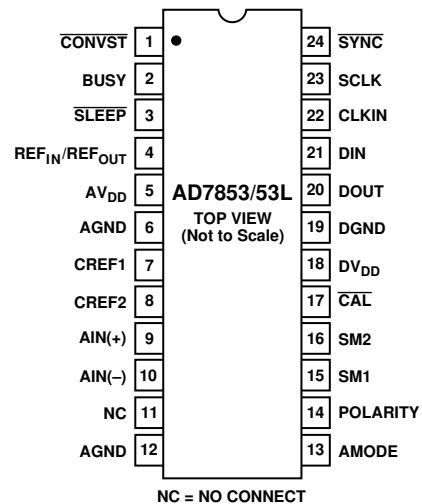 CONVST 1 24 SYNC
BUSY 2 23 SCLK
SLEEP 3 22 CLKIN
REFIN/REFOUT 4 21 DIN
AVDD 5 AD7853/53L 20 DOUT
TOP VIEW
AGND 6 (Not to Scale) 19 DGND
CREF1 7 18 DVDD
CREF2 8 17 CAL
AIN(+) 9 16 SM2
AIN(–) 10 15 SM1
NC 11 14 POLARITY
AGND 12 13 AMODE
NC = NO CONNECT